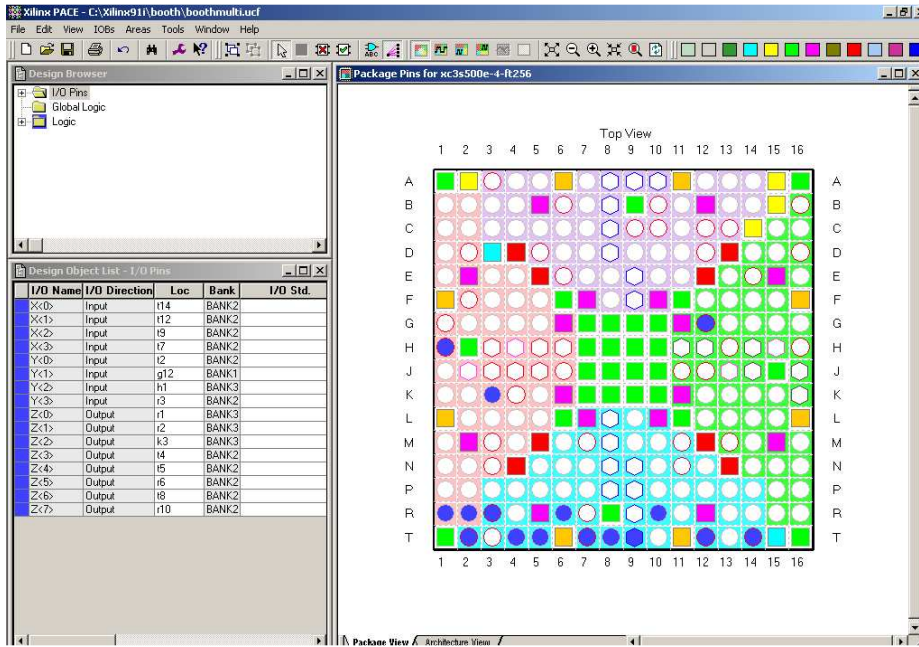 Xilinx PACE - C:\Xilinx91i\booth\boothmulti.ucf
File Edit View IOBs Areas Tools Window Help
Design Browser
I/O Pins
Global Logic
Logic
Design Object List - I/O Pins
I/O Name I/O Direction Loc Bank I/O Std.
X<0> Input t14 BANK2
X<1> Input t12 BANK2
X<2> Input t9 BANK2
X<3> Input t7 BANK2
Y<0> Input t2 BANK2
Y<1> Input g12 BANK1
Y<2> Input h1 BANK3
Y<3> Input r3 BANK2
Z<0> Output r1 BANK3
Z<1> Output r2 BANK3
Z<2> Output k3 BANK3
Z<3> Output t4 BANK2
Z<4> Output t5 BANK2
Z<5> Output r6 BANK2
Z<6> Output t8 BANK2
Z<7> Output r10 BANK2
Package Pins for xc3s500e-4-ft256
Top View
1 2 3 4 5 6 7 8 9 10 11 12 13 14 15 16
A A
B B
C C
D D
E E
F F
G G
H H
J J
K K
L L
M M
N N
P P
R R
T T
1 2 3 4 5 6 7 8 9 10 11 12 13 14 15 16
Package View Architecture View